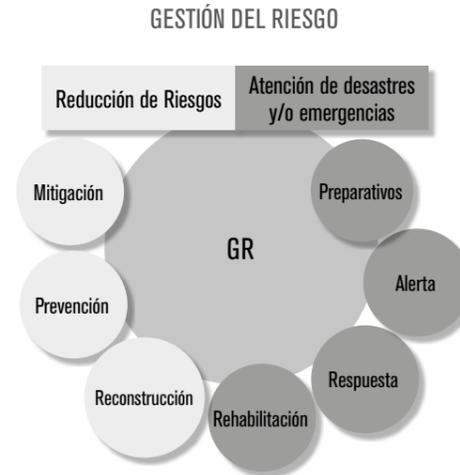 GESTIÓN DEL RIESGO
Reducción de Riesgos
Atención de desastres
y/o emergencias
Mitigación
Preparativos
GR
Alerta
Prevención
Respuesta
Reconstrucción
Rehabilitación